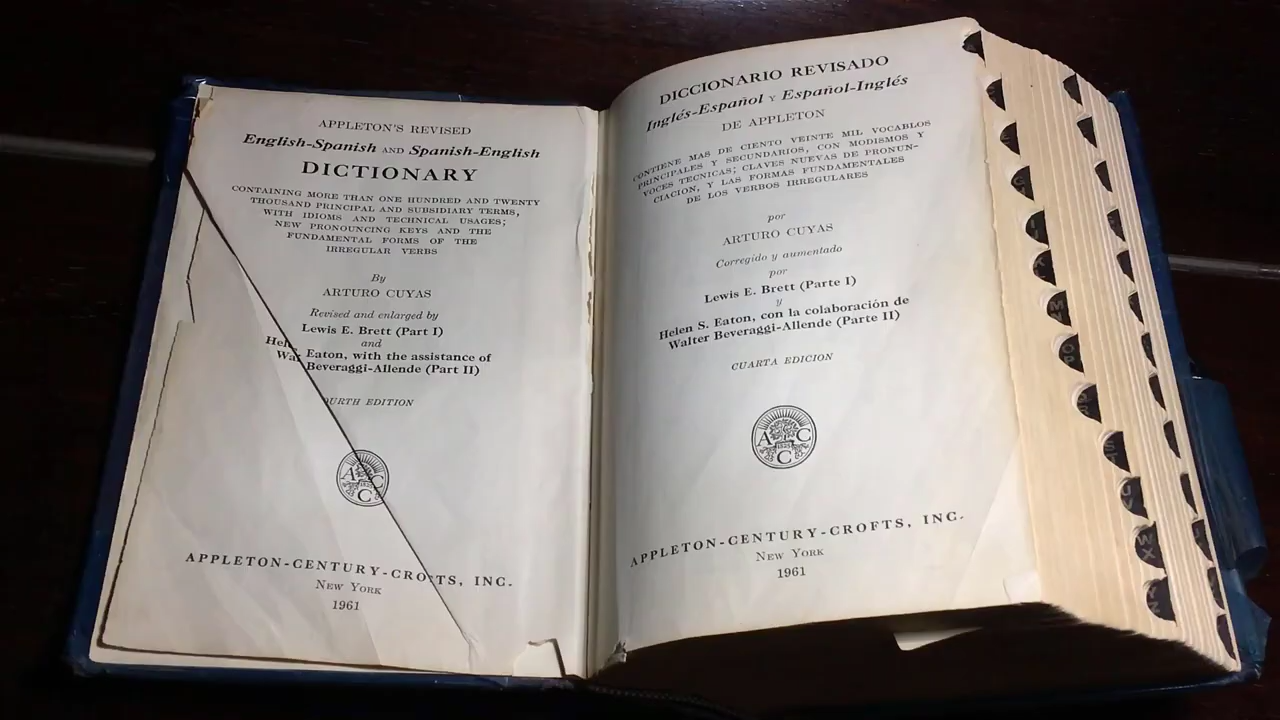 APPLETON'S REVISED
English-Spanish AND Spanish-English
DICTIONARY
CONTAINING MORE THAN ONE HUNDRED AND TWENTY
THOUSAND PRINCIPAL AND SUBSIDIARY TERMS,
WITH IDIOMS AND TECHNICAL USAGES;
NEW PRONOUNCING KEYS AND THE
FUNDAMENTAL FORMS OF THE
IRREGULAR VERBS
By
ARTURO CUYAS
Revised and enlarged by
Lewis E. Brett (Part I)
and
Eaton, with the assistance of
Beveraggi-Allende (Part II)
EDITION
A C C
APPLETON-CENTURY-CROFTS, INC.
New York
1961
DICCIONARIO REVISADO
Inglés-Español Y Español-Inglés
DE APPLETON
CONTIENE MAS DE CIENTO VEINTE MIL VOCABLOS
PRINCIPALES Y SECUNDARIOS, CON MODISMOS Y
VOCES TECNICAS; CLAVES NUEVAS DE PRONUN-
CIACION, Y LAS FORMAS FUNDAMENTALES
DE LOS VERBOS IRREGULARES
por
ARTURO CUYAS
Corregido y aumentado
por
Lewis E. Brett (Parte I)
y
Helen S. Eaton, con la colaboración de
Walter Beveraggi-Allende (Parte II)
CUARTA EDICION
A C C
APPLETON-CENTURY-CROFTS, INC.
New York
1961
MN
OP
UV
WX
YZ